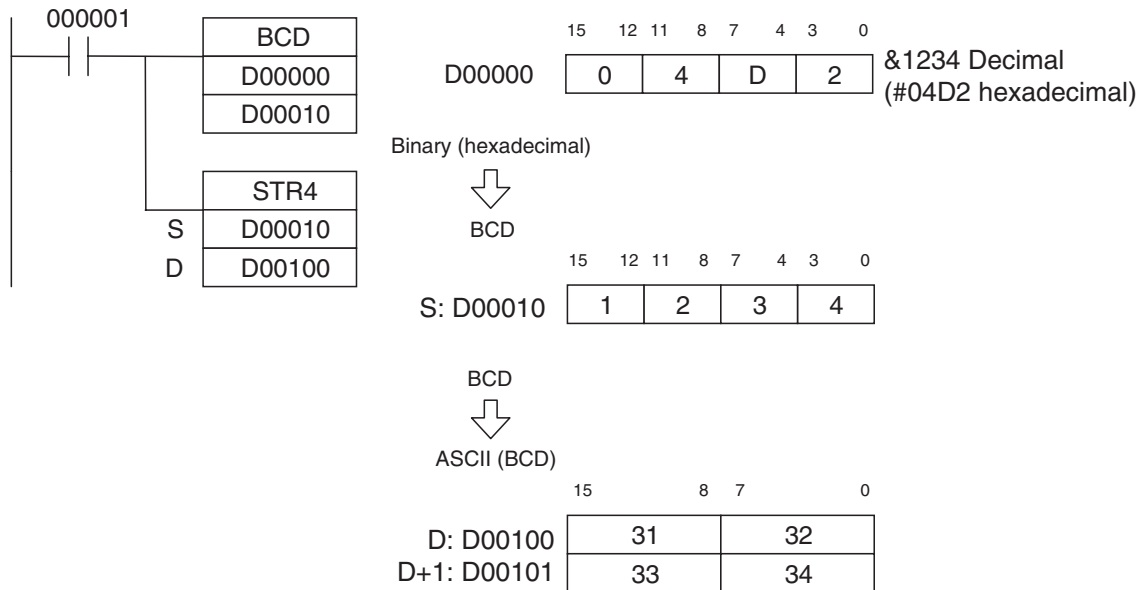 000001
BCD
D00000
D00010
STR4
S D00010
D D00100
15 12 11 8 7 4 3 0
D00000 0 4 D 2 &1234 Decimal
(#04D2 hexadecimal)
Binary (hexadecimal)
BCD
15 12 11 8 7 4 3 0
S: D00010 1 2 3 4
BCD
ASCII (BCD)
15 8 7 0
D: D00100 31 32
D+1: D00101 33 34